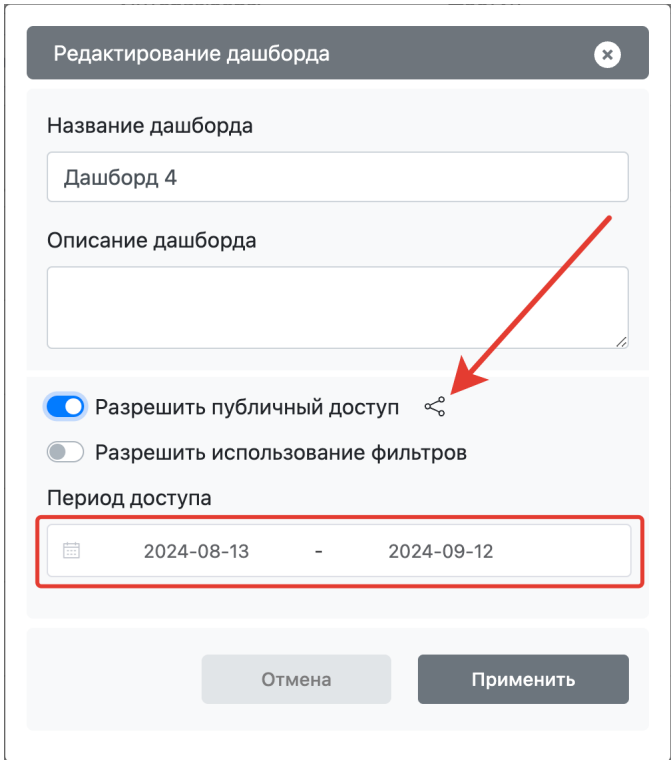 Редактирование дашборда
Название дашборда
Дашборд 4
Описание дашборда
Разрешить публичный доступ
Разрешить использование фильтров
Период доступа
2024-08-13 - 2024-09-12
Отмена Применить